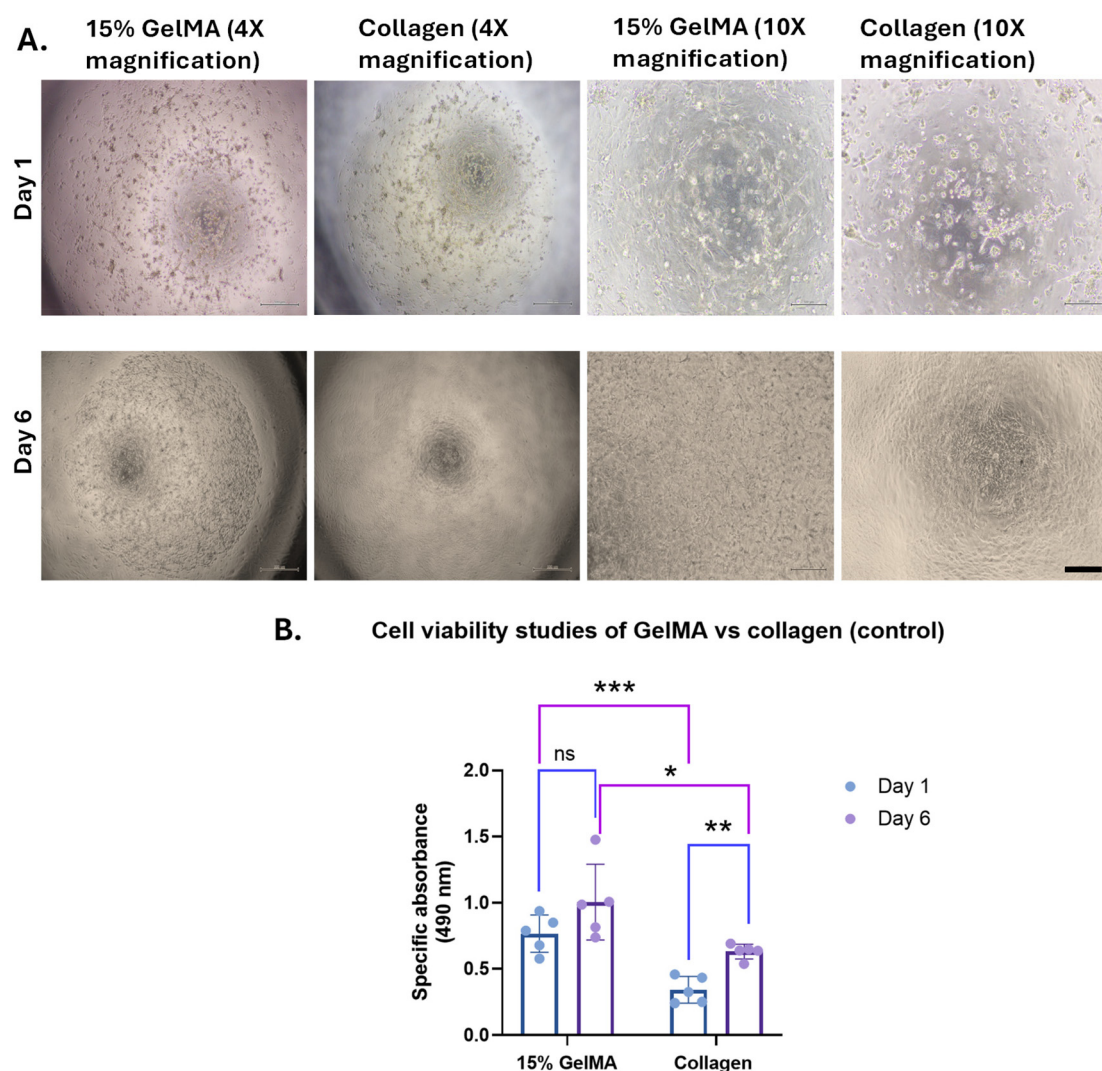 A.
15% GelMA (4X
magnification)
Collagen (4X
magnification)
15% GelMA (10X
magnification)
Collagen (10X
magnification)
Day 1
Day 6
B.
Cell viability studies of GelMA vs collagen (control)
***
ns
*
**
2.0
1.5
1.0
0.5
0.0
Specific absorbance
(490 nm)
15% GelMA
Collagen
Day 1
Day 6